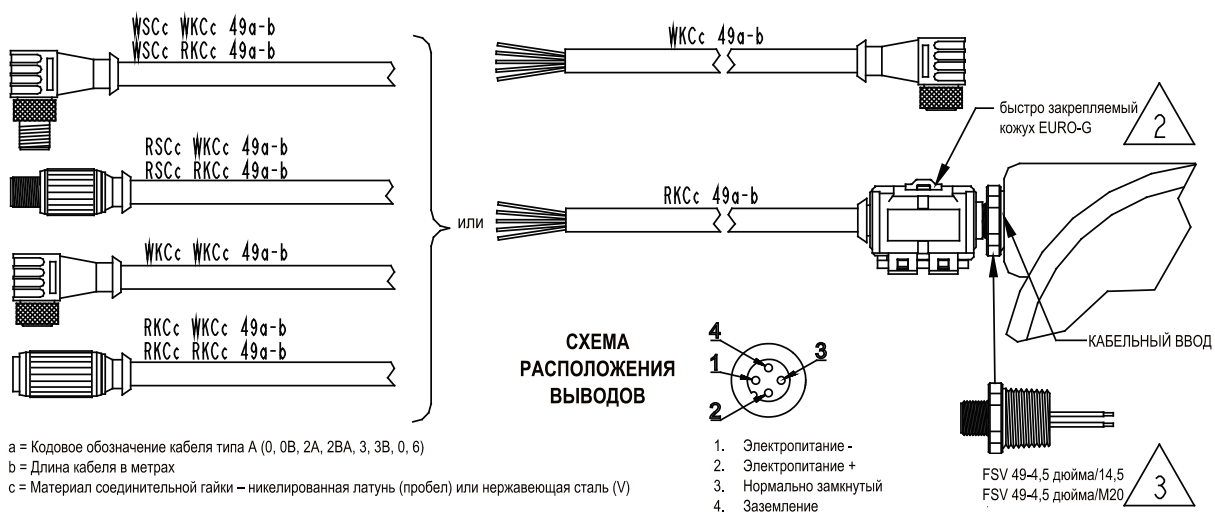 WSCc WKCc 49a-b
WSCc RKCc 49a-b
RSCc WKCc 49a-b
RSCc RKCc 49a-b
WKCc WKCc 49a-b
RKCc WKCc 49a-b
RKCc RKCc 49a-b
или
WKCc 49a-b
быстро закрепляемый
кожух EURO-G
2
RKCc 49a-b
КАБЕЛЬНЫЙ ВВОД
СХЕМА
РАСПОЛОЖЕНИЯ
ВЫВОДОВ
4
3
1
2
1. Электропитание -
2. Электропитание +
3. Нормально замкнутый
4. Заземление
FSV 49-4,5 дюйма/14,5
FSV 49-4,5 дюйма/M20
3
a = Кодовое обозначение кабеля типа А (0, 0B, 2A, 2BA, 3, 3B, 0, 6)
b = Длина кабеля в метрах
c = Материал соединительной гайки – никелированная латунь (пробел) или нержавеющая сталь (V)